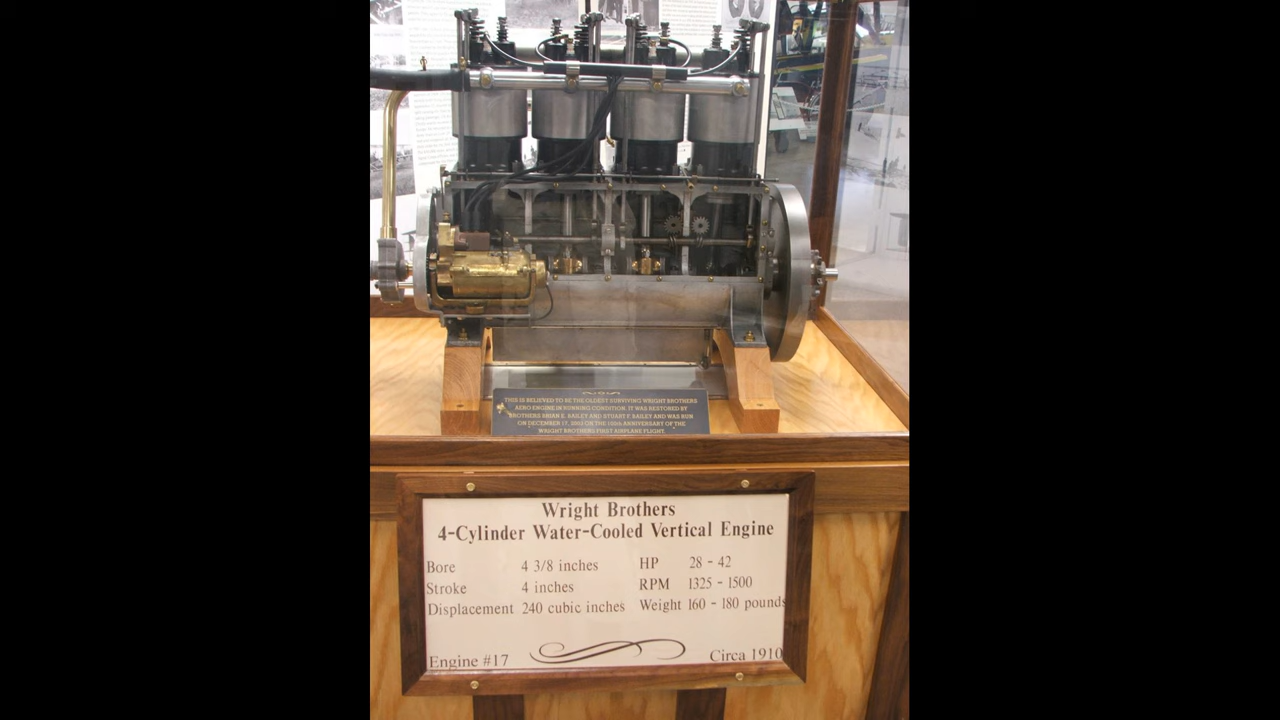 THIS IS BELIEVED TO BE THE OLDEST SURVIVING WRIGHT BROTHERS
AERO ENGINE IN RUNNING CONDITION. IT WAS RESTORED BY
BROTHERS BRIAN E. BAILEY AND STUART F. BAILEY AND WAS RUN
ON DECEMBER 17, 2003 ON THE 100th ANNIVERSARY OF THE
WRIGHT BROTHERS FIRST AIRPLANE FLIGHT.
Wright Brothers
4-Cylinder Water-Cooled Vertical Engine
Bore 4 3/8 inches HP 28 - 42
Stroke 4 inches RPM 1325 - 1500
Displacement 240 cubic inches Weight 160 - 180 pounds
Engine #17 Circa 1910